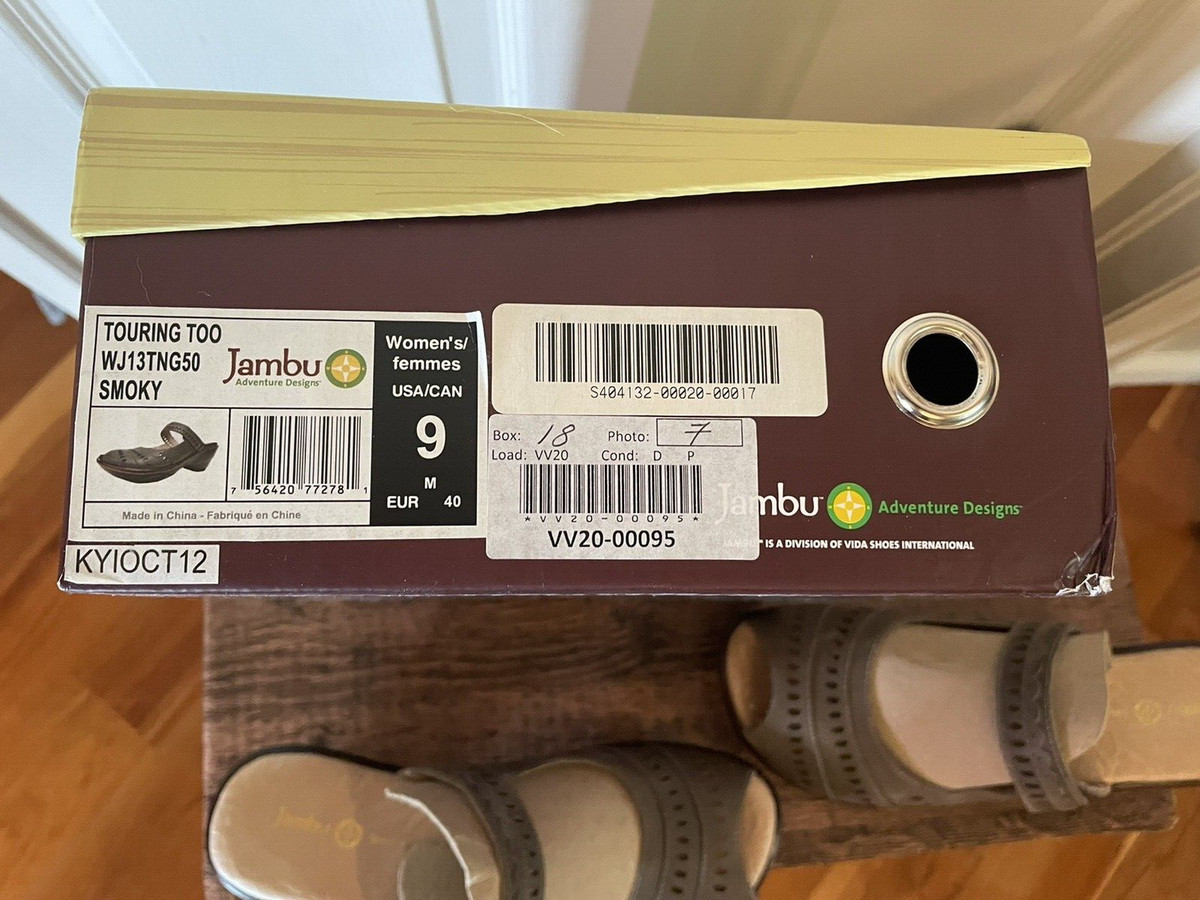 TOURING TOO
WJ13TNG50
SMOKY
Jambu
Adventure Designs
7 56420 77278 1
Made in China - Fabriqué en Chine
Women's/
femmes
USA/CAN
9
M
EUR 40
KYIOCT12
S404132-00020-00017
Box: 18 Photo: 7
Load: VV20 Cond: D P
*VV20-00095*
VV20-00095
Jambu™ Adventure Designs
IS A DIVISION OF VIDA SHOES INTERNATIONAL
Jambu